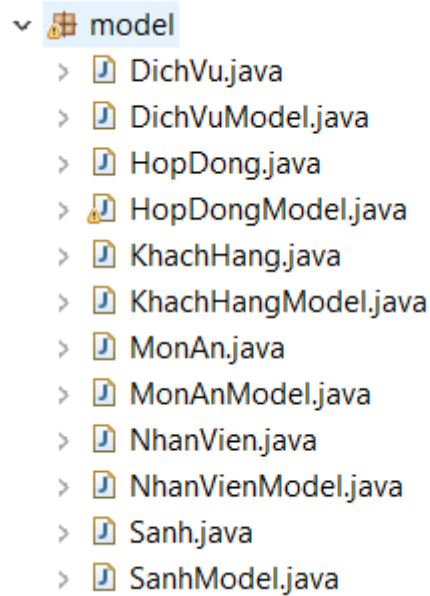 model
DichVu.java
DichVuModel.java
HopDong.java
HopDongModel.java
KhachHang.java
KhachHangModel.java
MonAn.java
MonAnModel.java
NhanVien.java
NhanVienModel.java
Sanh.java
SanhModel.java